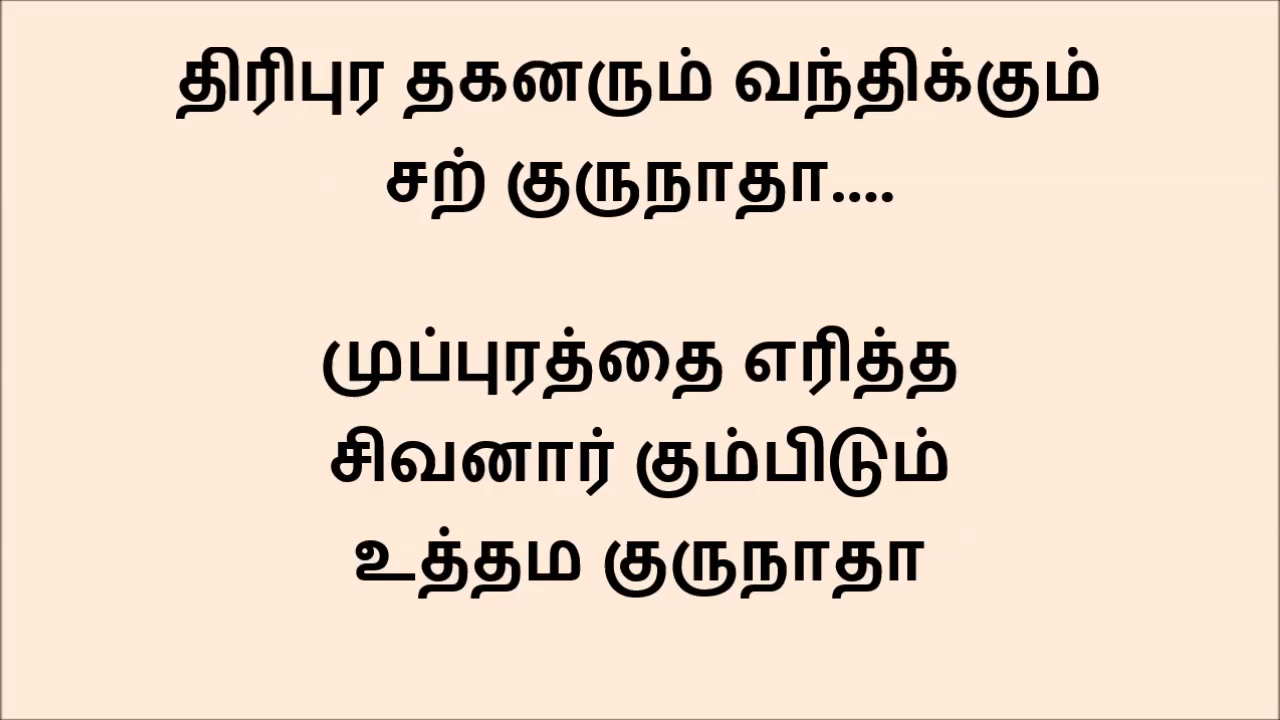 திரிபுர தகனரும் வந்திக்கும்
சற் குருநாதா....
முப்புரத்தை எரித்த
சிவனார் கும்பிடும்
உத்தம குருநாதா